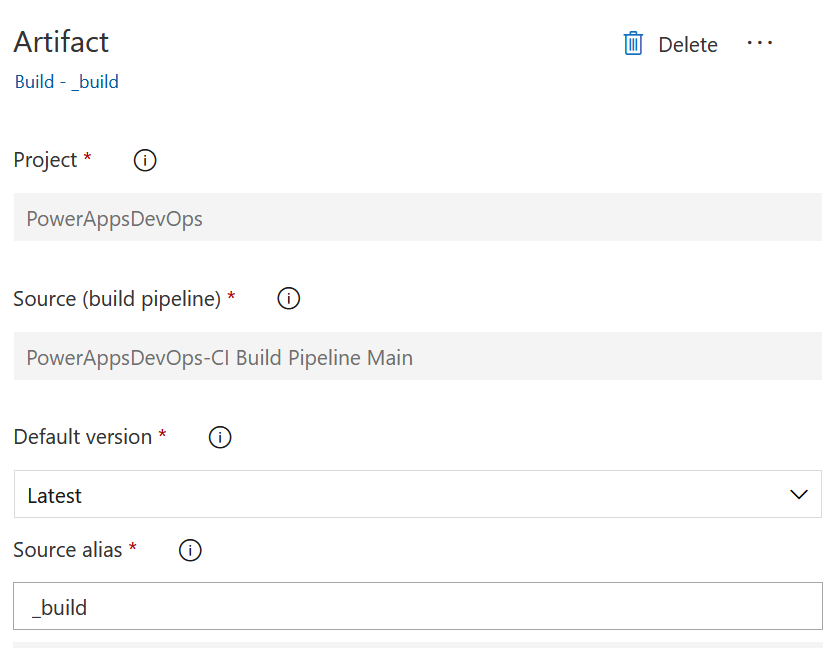 Artifact
Delete ...
Build - _build
Project *
PowerAppsDevOps
Source (build pipeline) *
PowerAppsDevOps-CI Build Pipeline Main
Default version *
Latest
Source alias *
_build